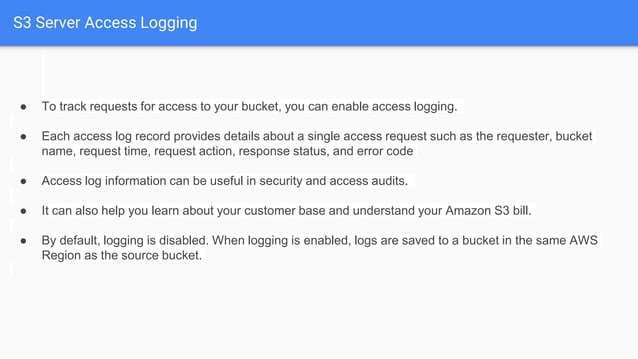 S3 Server Access Logging
● To track requests for access to your bucket, you can enable access logging.
● Each access log record provides details about a single access request such as the requester, bucket
name, request time, request action, response status, and error code
● Access log information can be useful in security and access audits.
● It can also help you learn about your customer base and understand your Amazon S3 bill.
● By default, logging is disabled. When logging is enabled, logs are saved to a bucket in the same AWS
Region as the source bucket.